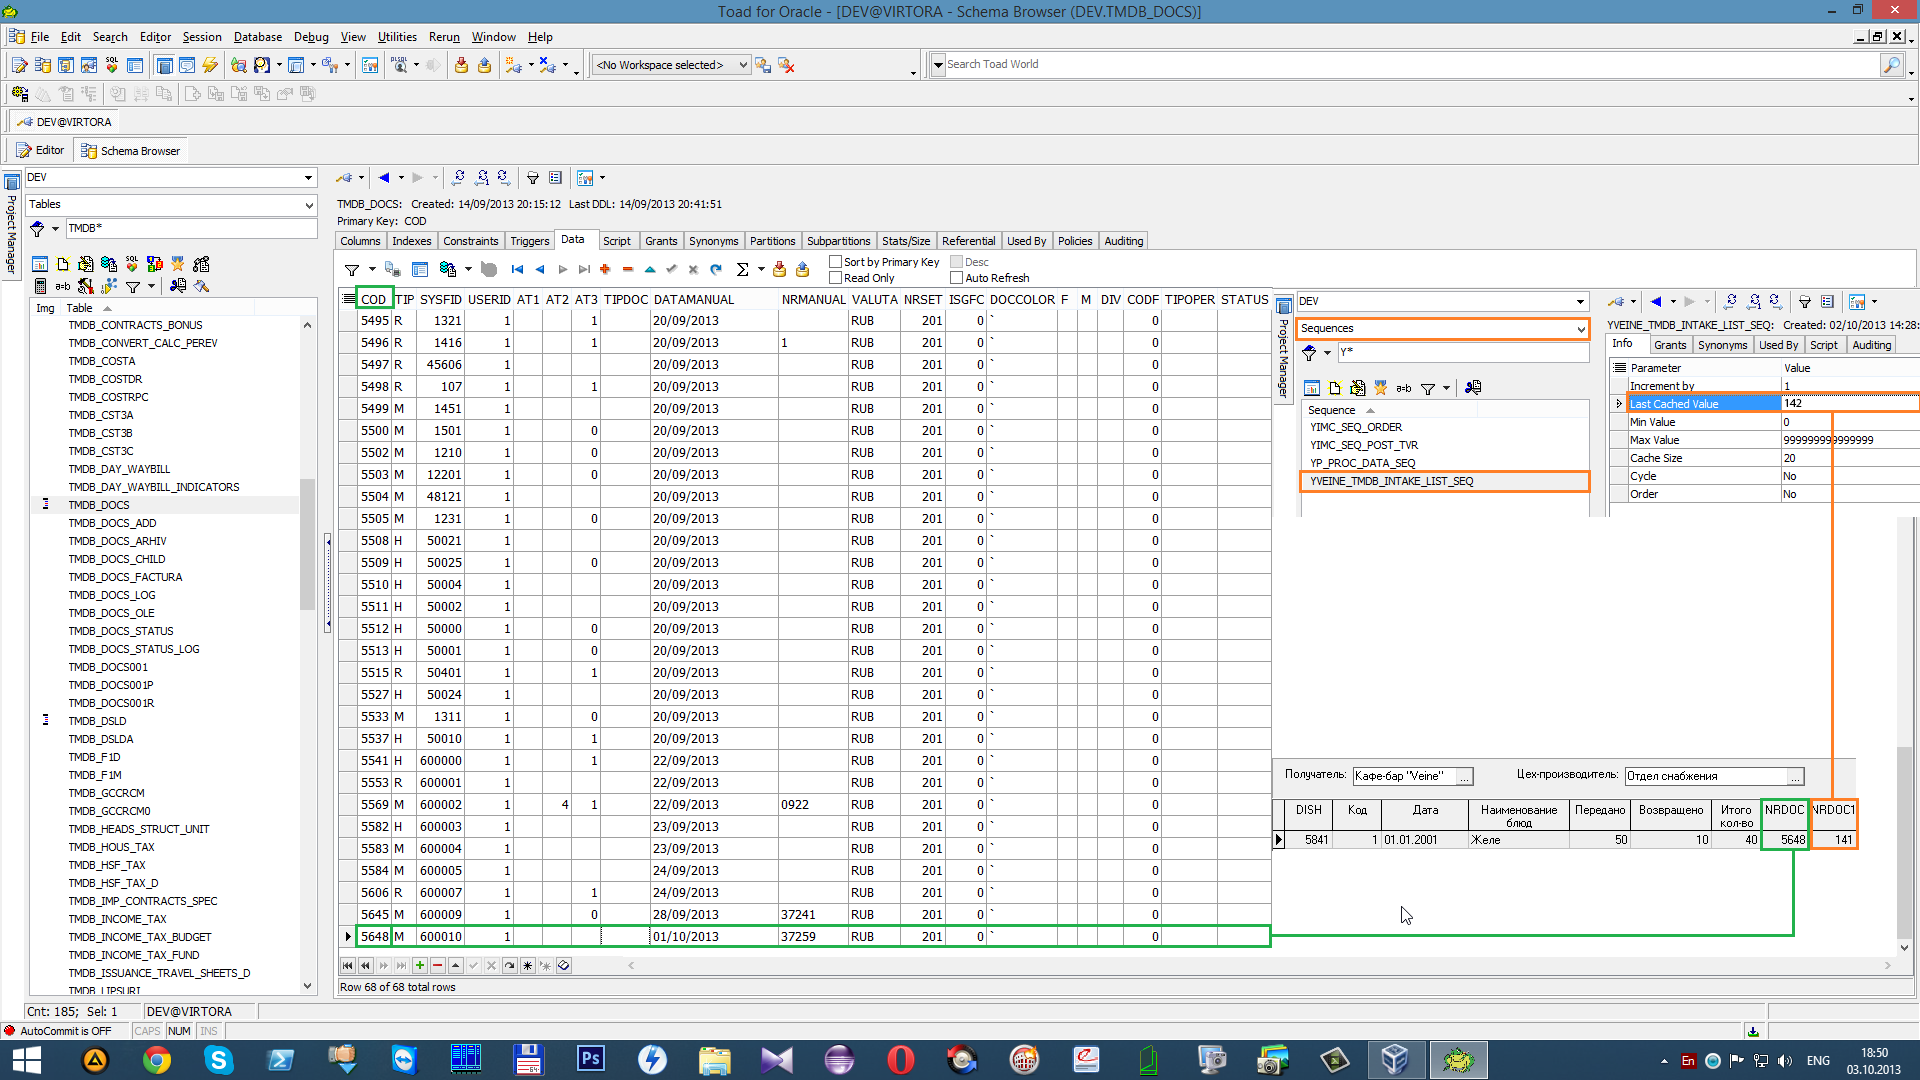 Toad for Oracle - [DEV@VIRTORA - Schema Browser (DEV.TMDB_DOCS)]
File Edit Search Editor Session Database Debug View Utilities Rerun Window Help
<No Workspace selected> Search Toad World
DEV@VIRTORA
Editor Schema Browser
Project Manager
DEV
Tables
TMDB*
Img Table
TMDB_CONTRACTS_BONUS
TMDB_CONVERT_CALC_PEREV
TMDB_COSTA
TMDB_COSTDR
TMDB_COSTRPC
TMDB_CST3A
TMDB_CST3B
TMDB_CST3C
TMDB_DAY_WAYBILL
TMDB_DAY_WAYBILL_INDICATORS
TMDB_DOCS
TMDB_DOCS_ADD
TMDB_DOCS_ARHIV
TMDB_DOCS_CHILD
TMDB_DOCS_FACTURA
TMDB_DOCS_LOG
TMDB_DOCS_OLE
TMDB_DOCS_STATUS
TMDB_DOCS_STATUS_LOG
TMDB_DOCS001
TMDB_DOCS001P
TMDB_DOCS001R
TMDB_DSLD
TMDB_DSLDA
TMDB_F1D
TMDB_F1M
TMDB_GCCRCM
TMDB_GCCRCM0
TMDB_HEADS_STRUCT_UNIT
TMDB_HOUS_TAX
TMDB_HSF_TAX
TMDB_HSF_TAX_D
TMDB_IMP_CONTRACTS_SPEC
TMDB_INCOME_TAX
TMDB_INCOME_TAX_BUDGET
TMDB_INCOME_TAX_FUND
TMDB_ISSUANCE_TRAVEL_SHEETS_D
TMDB_LIPSURI
TMDB_DOCS: Created: 14/09/2013 20:15:12 Last DDL: 14/09/2013 20:41:51
Primary Key: COD
Columns Indexes Constraints Triggers Data Script Grants Synonyms Partitions Subpartitions Stats/Size Referential Used By Policies Auditing
Sort by Primary Key Desc
Read Only Auto Refresh
COD TIP SYSFID USERID AT1 AT2 AT3 TIPDOC DATAMANUAL NRMANUAL VALUTA NRSET ISGFC DOCCOLOR F M DIV CODF TIPOPER STATUS
5495 R 1321 1 1 20/09/2013 RUB 201 0 ` 0
5496 R 1416 1 1 20/09/2013 1 RUB 201 0 ` 0
5497 R 45606 1 20/09/2013 RUB 201 0 ` 0
5498 R 107 1 1 20/09/2013 RUB 201 0 ` 0
5499 M 1451 1 20/09/2013 RUB 201 0 ` 0
5500 M 1501 1 0 20/09/2013 RUB 201 0 ` 0
5502 M 1210 1 0 20/09/2013 RUB 201 0 ` 0
5503 M 12201 1 0 20/09/2013 RUB 201 0 ` 0
5504 M 48121 1 20/09/2013 RUB 201 0 ` 0
5505 M 1231 1 0 20/09/2013 RUB 201 0 ` 0
5508 H 50021 1 20/09/2013 RUB 201 0 ` 0
5509 H 50025 1 0 20/09/2013 RUB 201 0 ` 0
5510 H 50004 1 20/09/2013 RUB 201 0 ` 0
5511 H 50002 1 20/09/2013 RUB 201 0 ` 0
5512 H 50000 1 0 20/09/2013 RUB 201 0 ` 0
5513 H 50001 1 0 20/09/2013 RUB 201 0 ` 0
5515 R 50401 1 1 20/09/2013 RUB 201 0 ` 0
5527 H 50024 1 20/09/2013 RUB 201 0 ` 0
5533 M 1311 1 0 20/09/2013 RUB 201 0 ` 0
5537 H 50010 1 1 20/09/2013 RUB 201 0 ` 0
5541 H 600000 1 1 22/09/2013 RUB 201 0 ` 0
5553 R 600001 1 22/09/2013 RUB 201 0 ` 0
5569 M 600002 1 4 1 22/09/2013 0922 RUB 201 0 ` 0
5582 H 600003 1 23/09/2013 RUB 201 0 ` 0
5583 M 600004 1 23/09/2013 RUB 201 0 ` 0
5584 M 600005 1 24/09/2013 RUB 201 0 ` 0
5606 R 600007 1 1 24/09/2013 RUB 201 0 ` 0
5645 M 600009 1 0 28/09/2013 37241 RUB 201 0 ` 0
5648 M 600010 1 01/10/2013 37259 RUB 201 0 ` 0
Row 68 of 68 total rows
Project Manager
DEV
Sequences
Y*
Sequence
YIMC_SEQ_ORDER
YIMC_SEQ_POST_TVR
YP_PROC_DATA_SEQ
YVEINE_TMDB_INTAKE_LIST_SEQ
YVEINE_TMDB_INTAKE_LIST_SEQ: Created: 02/10/2013 14:28:
Info Grants Synonyms Used By Script Auditing
Parameter Value
Increment by 1
Last Cached Value 142
Min Value 0
Max Value 999999999999999
Cache Size 20
Cycle No
Order No
Получатель: Кафе-бар "Veine" ... Цех-производитель: Отдел снабжения ...
DISH Код Дата Наименование блюд Передано Возвращено Итого кол-во NRDOC NRDOC1
5841 1 01.01.2001 Желе 50 10 40 5648 141
Cnt: 185; Sel: 1 DEV@VIRTORA
AutoCommit is OFF CAPS NUM INS
Ps
En ENG 18:50
03.10.2013